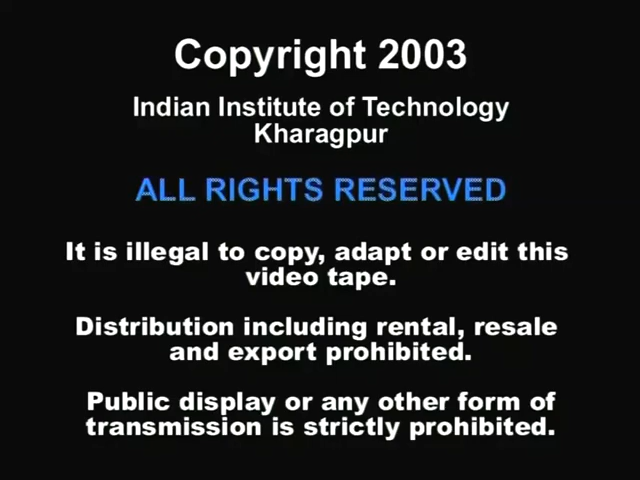 Copyright 2003
Indian Institute of Technology
Kharagpur
ALL RIGHTS RESERVED
It is illegal to copy, adapt or edit this
video tape.
Distribution including rental, resale
and export prohibited.
Public display or any other form of
transmission is strictly prohibited.